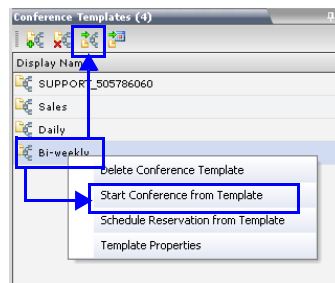 Conference Templates (4)
Display Name
SUPPORT_505786060
Sales
Daily
Bi-weekly
Delete Conference Template
Start Conference from Template
Schedule Reservation from Template
Template Properties